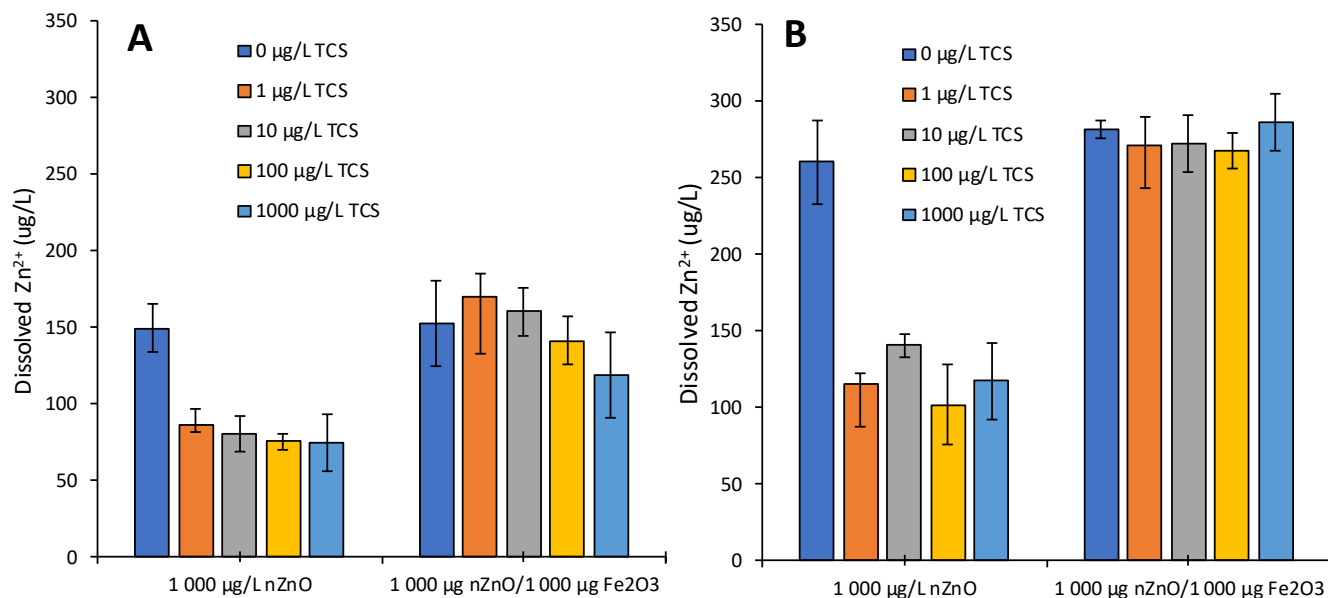 A
0 µg/L TCS
1 µg/L TCS
10 µg/L TCS
100 µg/L TCS
1000 µg/L TCS
Dissolved Zn²⁺ (ug/L)
350
300
250
200
150
100
50
0
1 000 µg/L nZnO
1 000 µg nZnO/1 000 µg Fe2O3
B
0 µg/L TCS
1 µg/L TCS
10 µg/L TCS
100 µg/L TCS
1000 µg/L TCS
Dissolved Zn²⁺ (ug/L)
350
300
250
200
150
100
50
0
1 000 µg/L nZnO
1 000 µg nZnO/1 000 µg Fe2O3